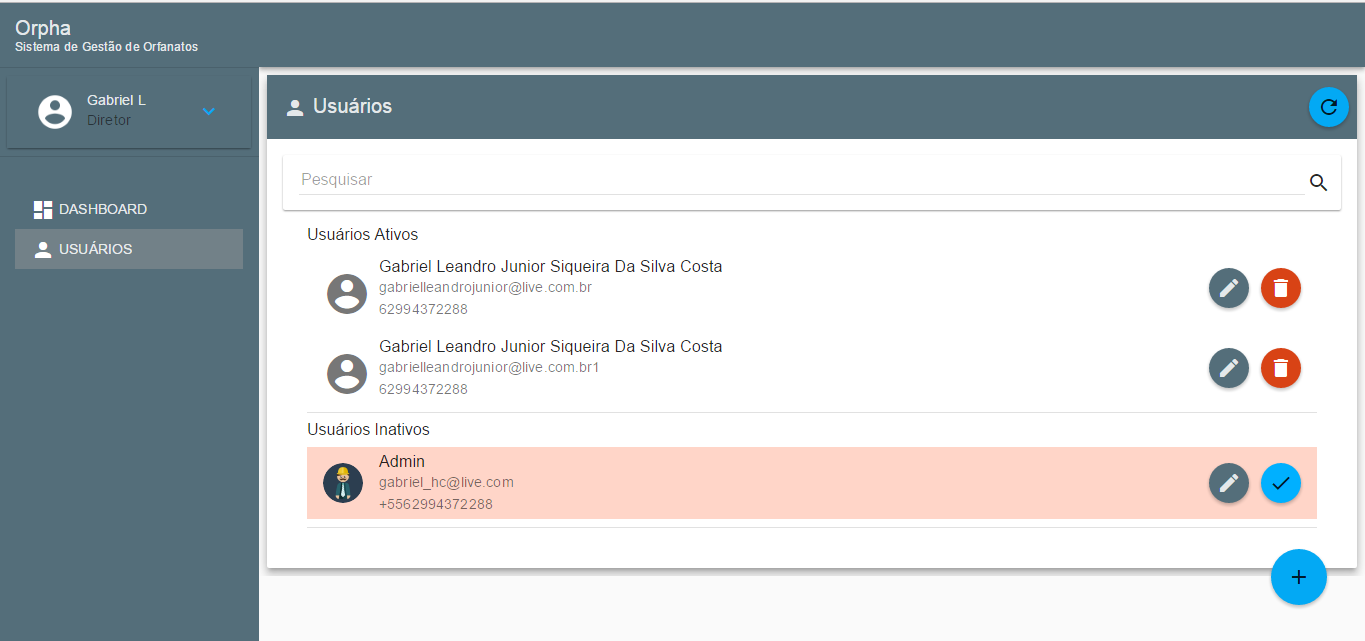 Orpha
Sistema de Gestão de Orfanatos
Gabriel L
Diretor
DASHBOARD
USUÁRIOS
Usuários
Pesquisar
Usuários Ativos
Gabriel Leandro Junior Siqueira Da Silva Costa
gabrielleandrojunior@live.com.br
62994372288
Gabriel Leandro Junior Siqueira Da Silva Costa
gabrielleandrojunior@live.com.br1
62994372288
Usuários Inativos
Admin
gabriel_hc@live.com
+5562994372288